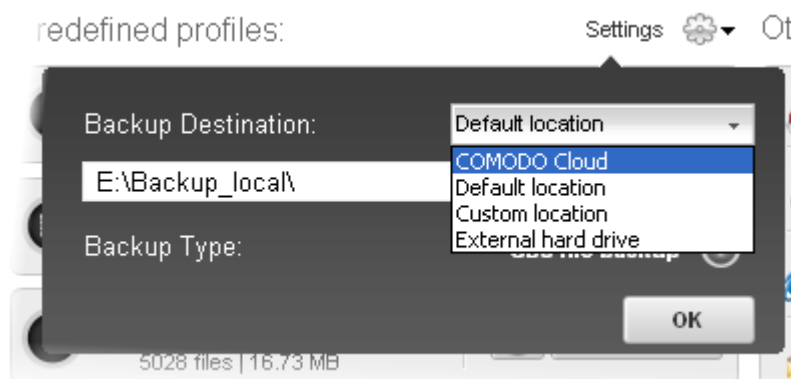 redefined profiles:
Settings
Ot
Backup Destination:
Default location
COMODO Cloud
E:\Backup_local\
Default location
Custom location
External hard drive
Backup Type:
OK
5028 files | 16.73 MB